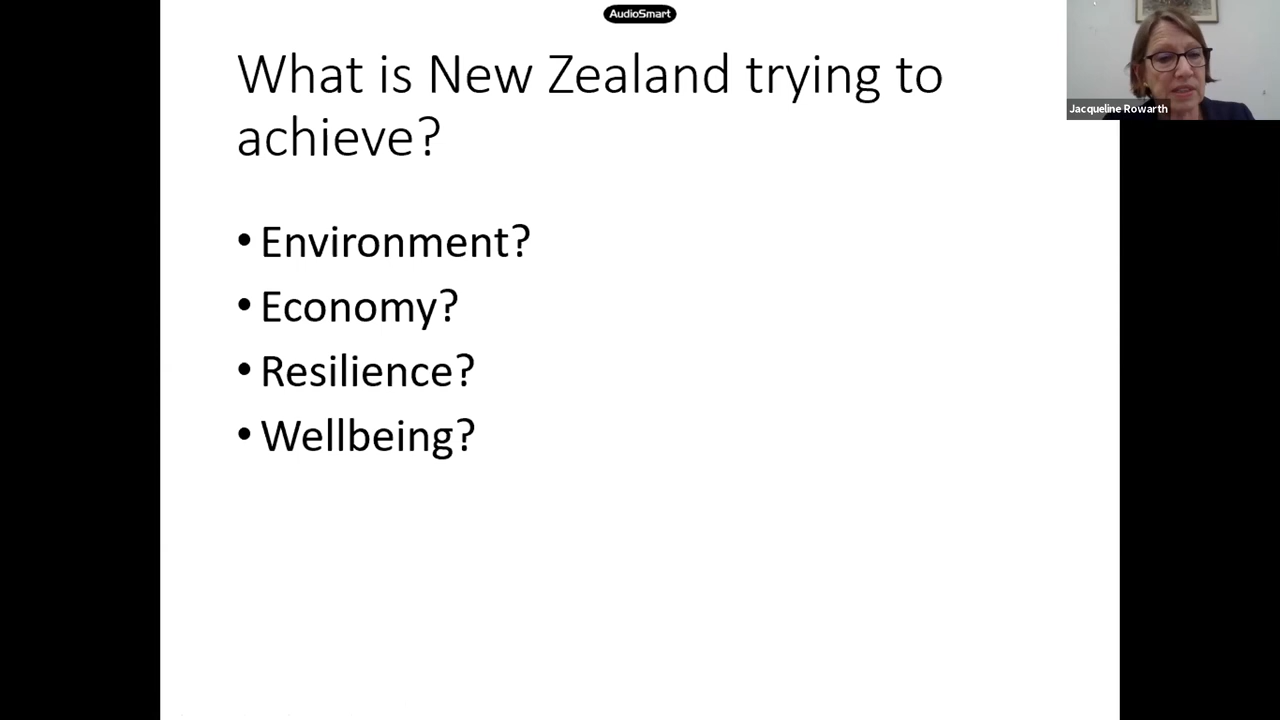 AudioSmart
What is New Zealand trying to
achieve?
• Environment?
• Economy?
• Resilience?
• Wellbeing?
Jacqueline Rowarth